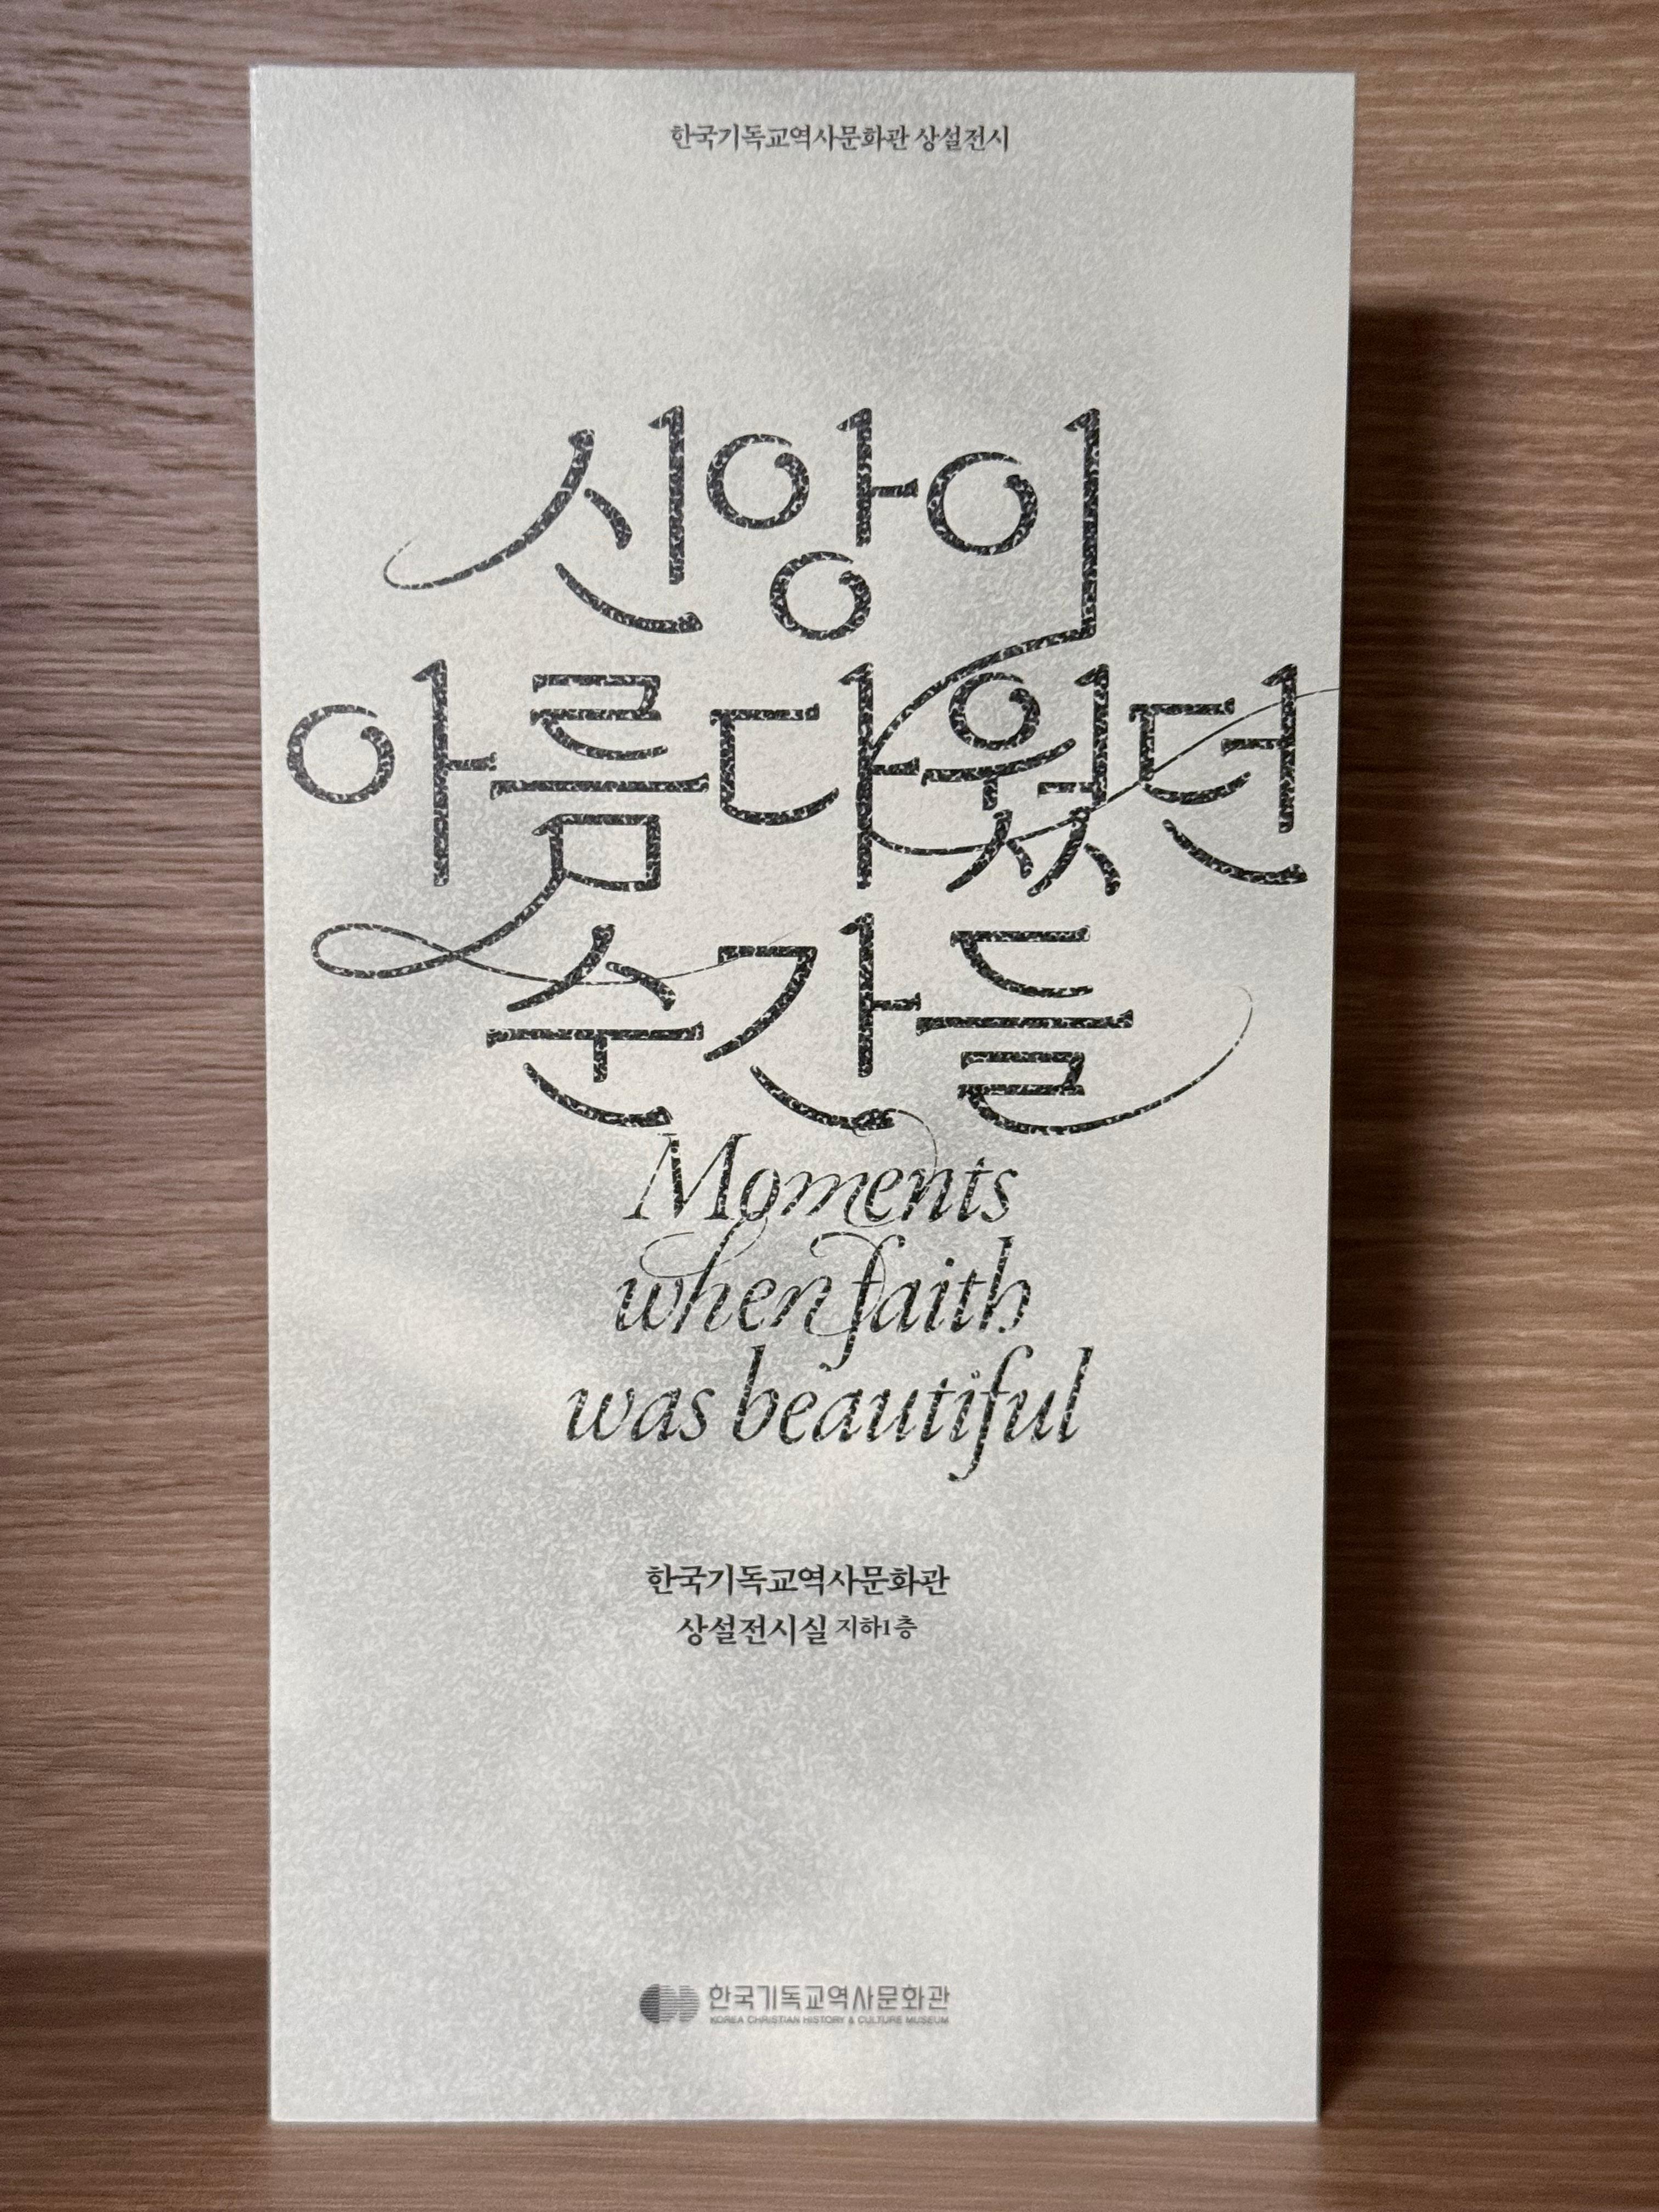 한국기독교역사문화관 상설전시
신앙이
아름다웠던
순간들
Moments
when faith
was beautiful
한국기독교역사문화관
상설전시실 지하1층
한국기독교역사문화관
KOREA CHRISTIAN HISTORY & CULTURE MUSEUM